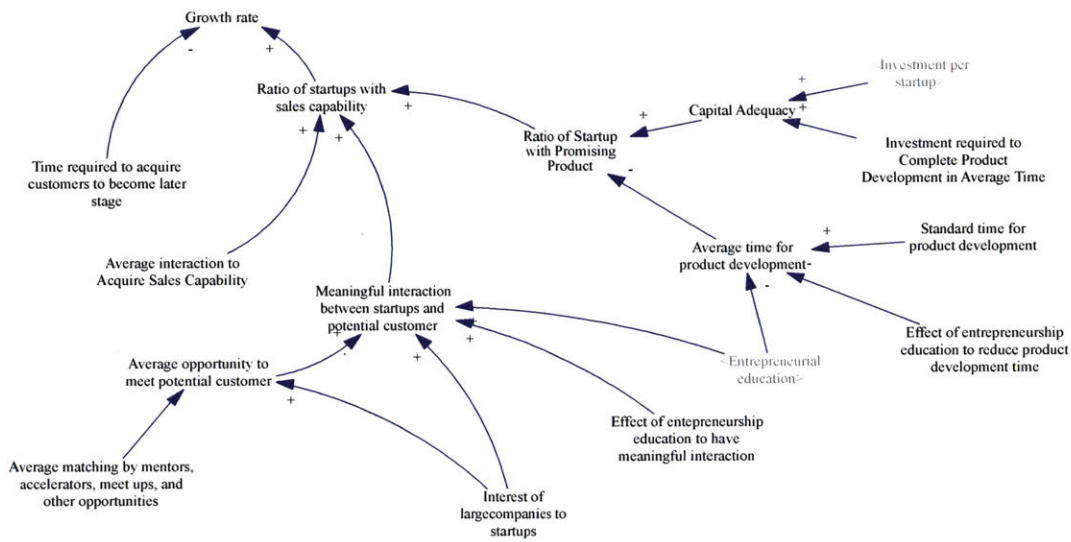 Growth rate
-
+
Ratio of startups with
sales capability
+
+
+
<Investment per
startup>
+
Capital Adequacy
+
+
Ratio of Startup
with Promising
Product
-
Investment required to
Complete Product
Development in Average Time
Time required to acquire
customers to become later
stage
Average interaction to
Acquire Sales Capability
Standard time for
product development
+
Average time for
product development
-
-
Meaningful interaction
between startups and
potential customer
+
+
+
+
Effect of entrepreneurship
education to reduce product
development time
<Entrepreneurial
education>
Average opportunity to
meet potential customer
+
Effect of entepreneurship
education to have
meaningful interaction
Average matching by mentors,
accelerators, meet ups, and
other opportunities
Interest of
largecompanies to
startups